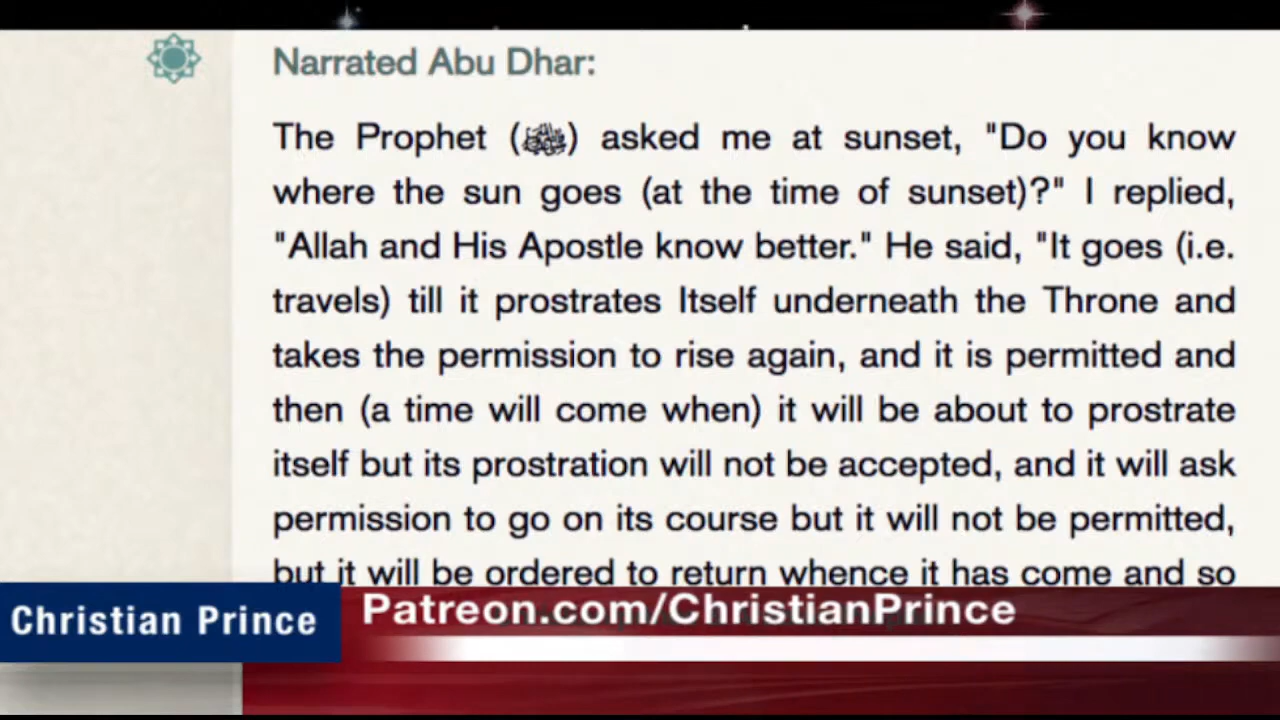 Narrated Abu Dhar:
The Prophet (ﷺ) asked me at sunset, "Do you know
where the sun goes (at the time of sunset)?" I replied,
"Allah and His Apostle know better." He said, "It goes (i.e.
travels) till it prostrates Itself underneath the Throne and
takes the permission to rise again, and it is permitted and
then (a time will come when) it will be about to prostrate
itself but its prostration will not be accepted, and it will ask
permission to go on its course but it will not be permitted,
but it will be ordered to return whence it has come and so
Christian Prince
Patreon.com/ChristianPrince